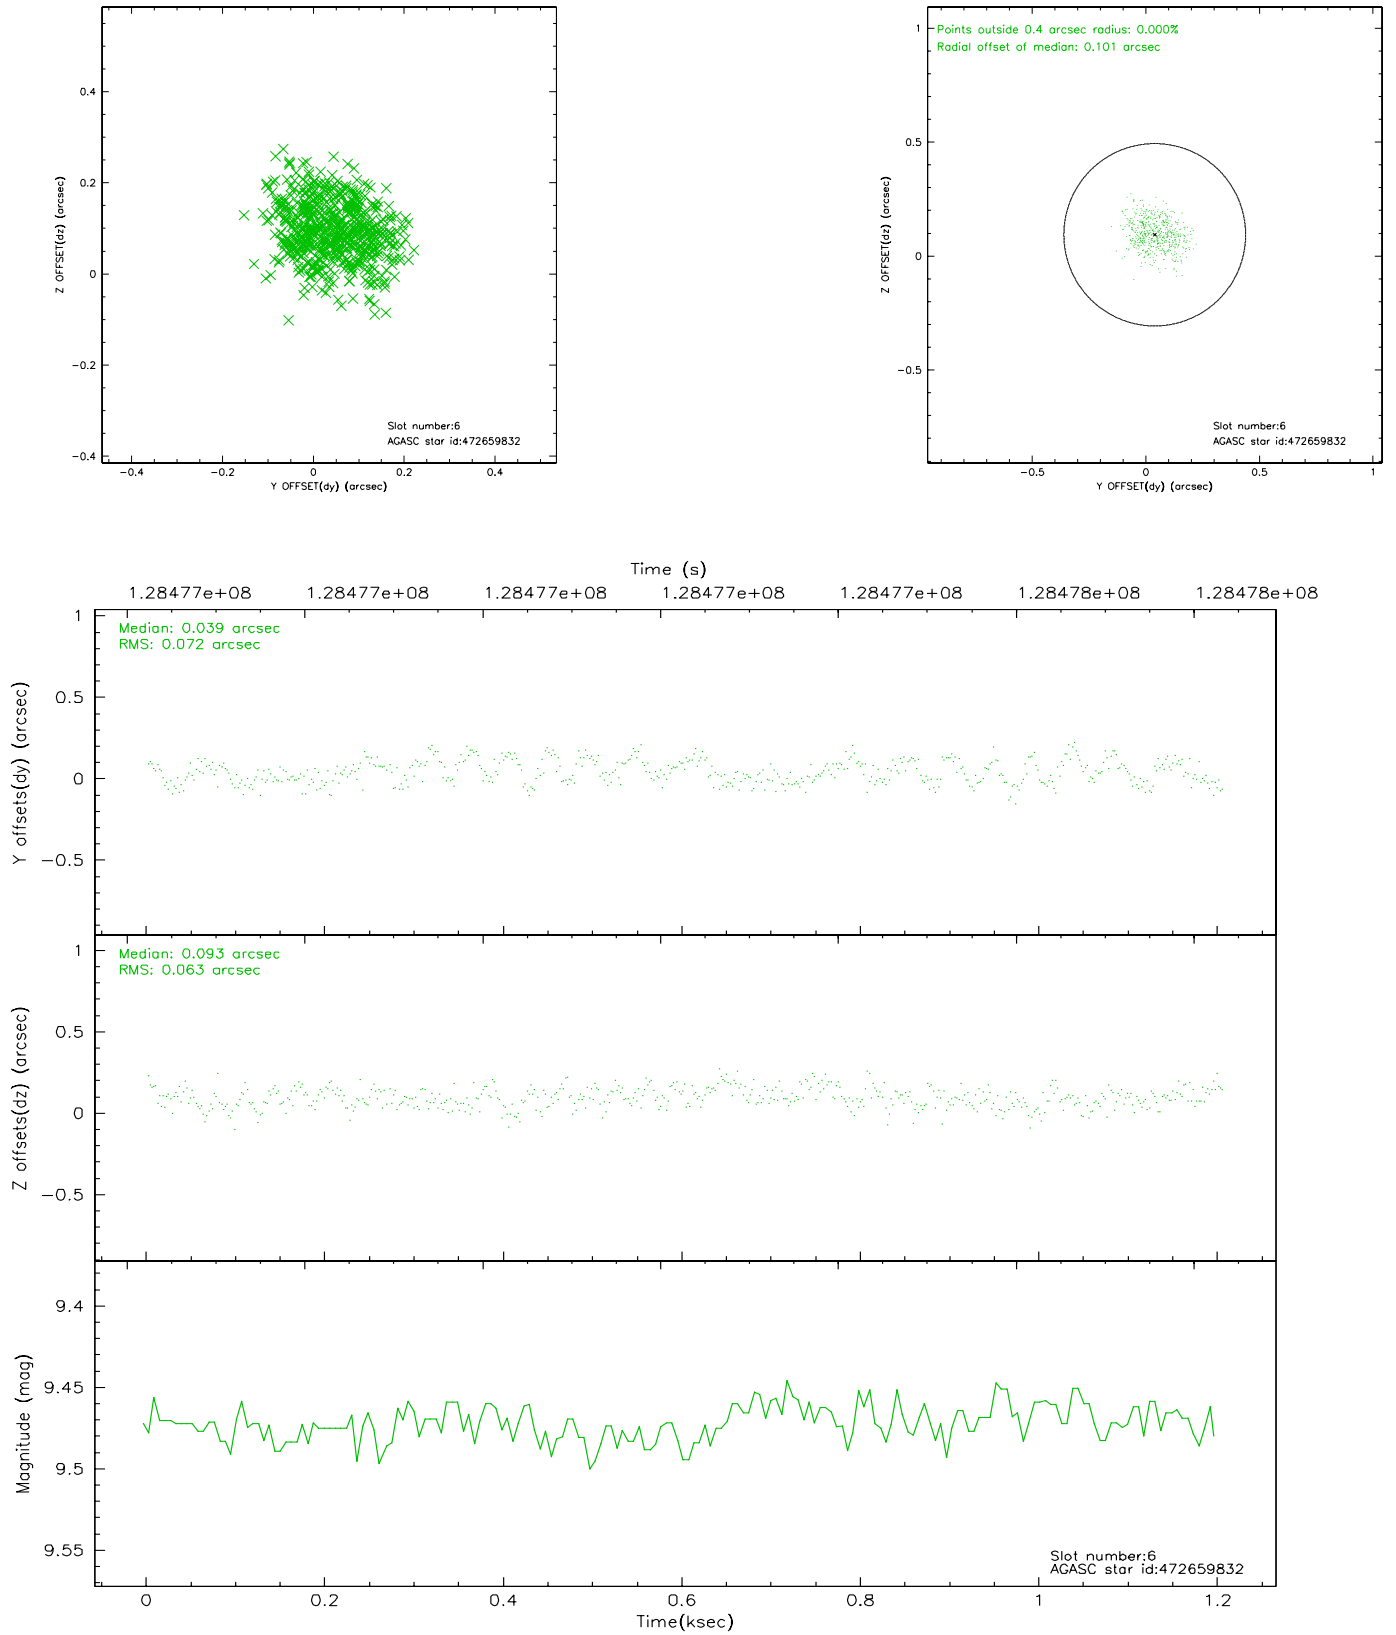 0.4
0.2
0
−0.2
−0.4
Z OFFSET(dz) (arcsec)
Slot number:6
AGASC star id:472659832
−0.4 −0.2 0 0.2 0.4
Y OFFSET(dy) (arcsec)
Points outside 0.4 arcsec radius: 0.000%
Radial offset of median: 0.101 arcsec
1
0.5
0
−0.5
Z OFFSET(dz) (arcsec)
Slot number:6
AGASC star id:472659832
−0.5 0 0.5 1
Y OFFSET(dy) (arcsec)
Time (s)
1.28477e+08 1.28477e+08 1.28477e+08 1.28477e+08 1.28477e+08 1.28478e+08 1.28478e+08
Median: 0.039 arcsec
RMS: 0.072 arcsec
1
0.5
0
−0.5
Y offsets(dy) (arcsec)
Median: 0.093 arcsec
RMS: 0.063 arcsec
1
0.5
0
−0.5
Z offsets(dz) (arcsec)
9.4
9.45
9.5
9.55
Magnitude (mag)
Slot number:6
AGASC star id:472659832
0 0.2 0.4 0.6 0.8 1 1.2
Time(ksec)